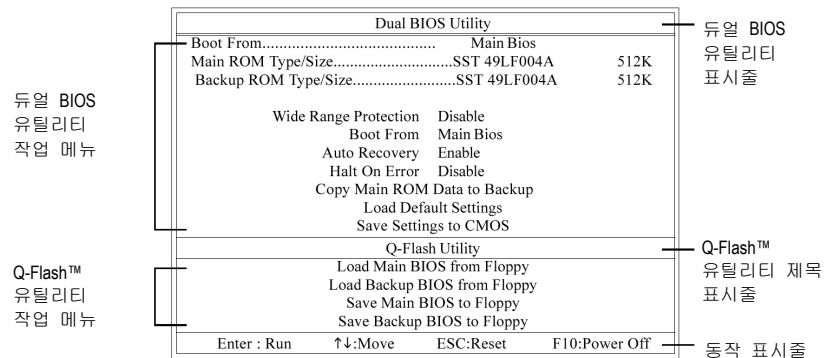 Dual BIOS Utility
Boot From.......................................... Main Bios
Main ROM Type/Size.............................SST 49LF004A 512K
Backup ROM Type/Size........................SST 49LF004A 512K
Wide Range Protection Disable
Boot From Main Bios
Auto Recovery Enable
Halt On Error Disable
Copy Main ROM Data to Backup
Load Default Settings
Save Settings to CMOS
Q-Flash Utility
Load Main BIOS from Floppy
Load Backup BIOS from Floppy
Save Main BIOS to Floppy
Save Backup BIOS to Floppy
Enter : Run ↑↓:Move ESC:Reset F10:Power Off
듀얼 BIOS
유틸리티
작업 메뉴
Q-Flash™
유틸리티
작업 메뉴
듀얼 BIOS
유틸리티
표시줄
Q-Flash™
유틸리티 제목
표시줄
동작 표시줄